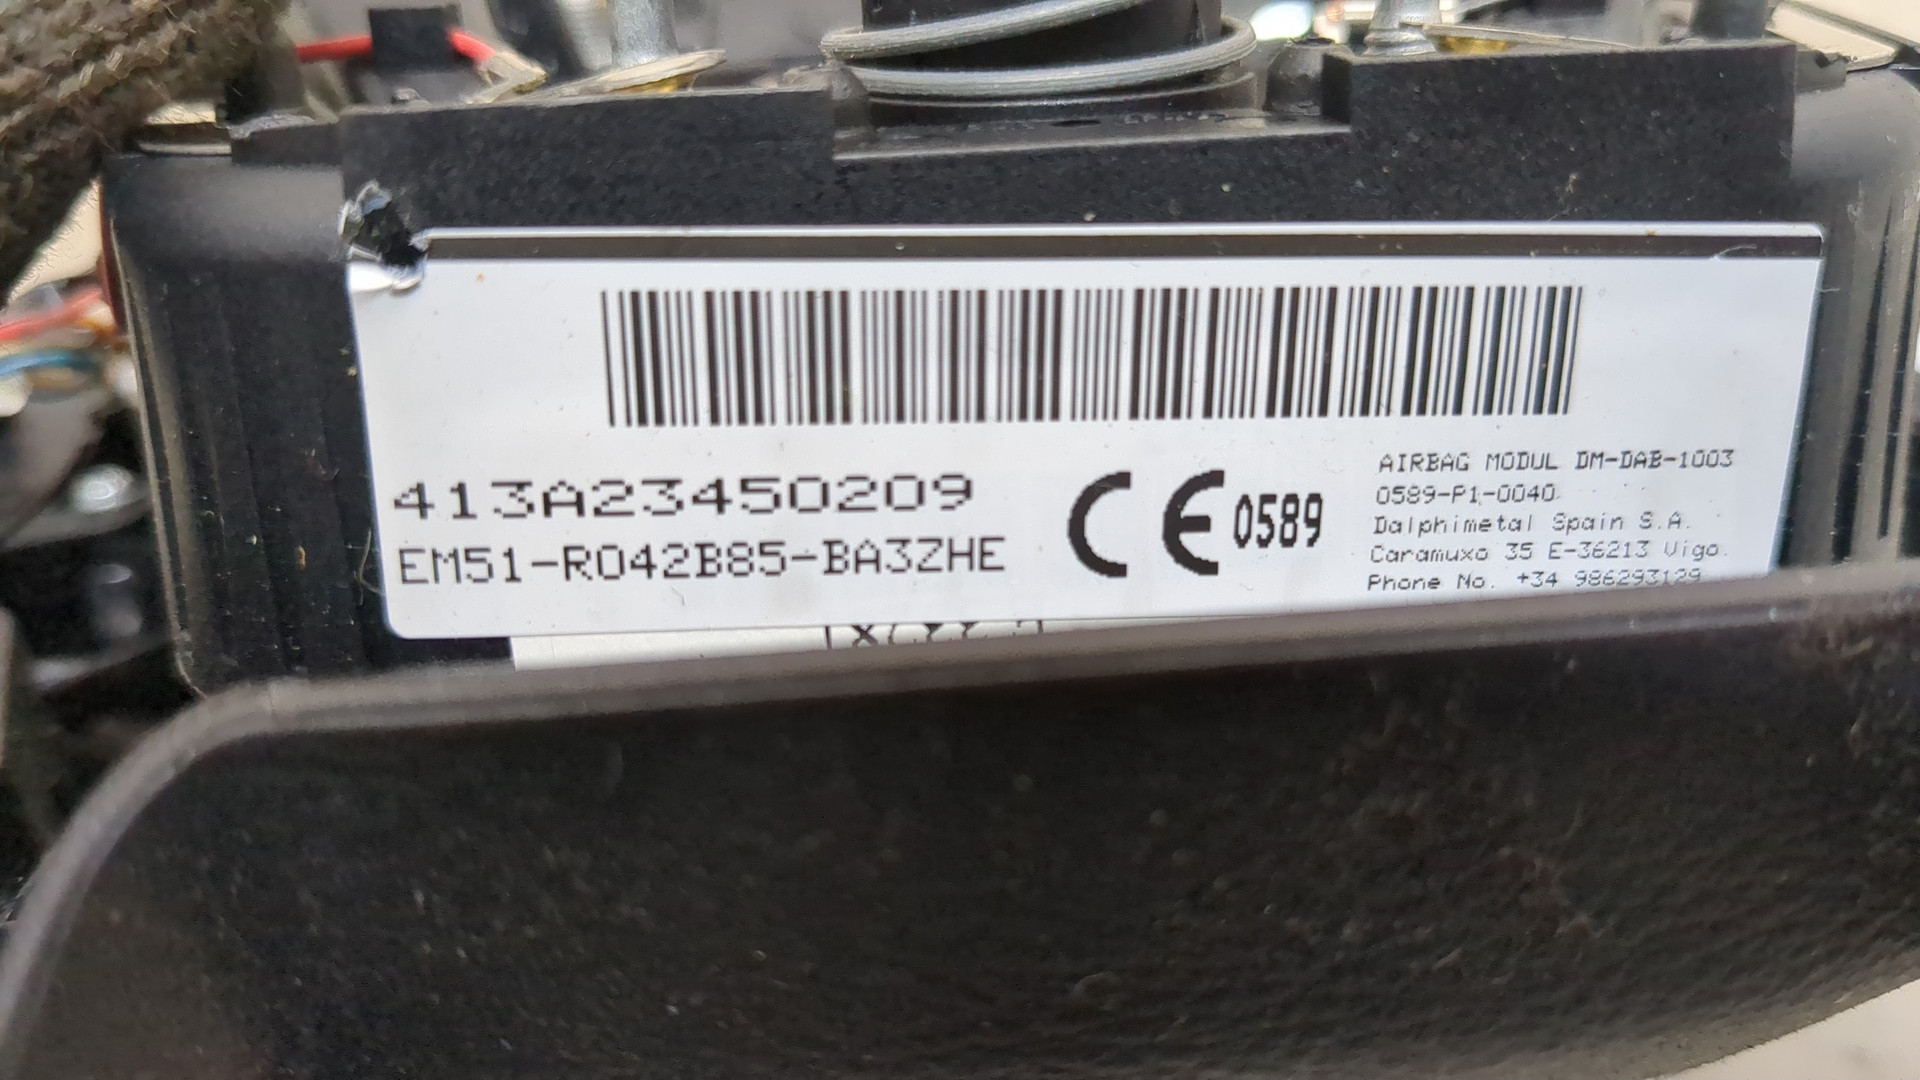 413A23450209
EM51-R042B85-BA3ZHE
CE 0589
AIRBAG MODUL DM-DAB-1003
0589-P1-0040
Dalphimetal Spain S.A.
Caramuxo 35 E-36213 Vigo.
Phone No. +34 986293129